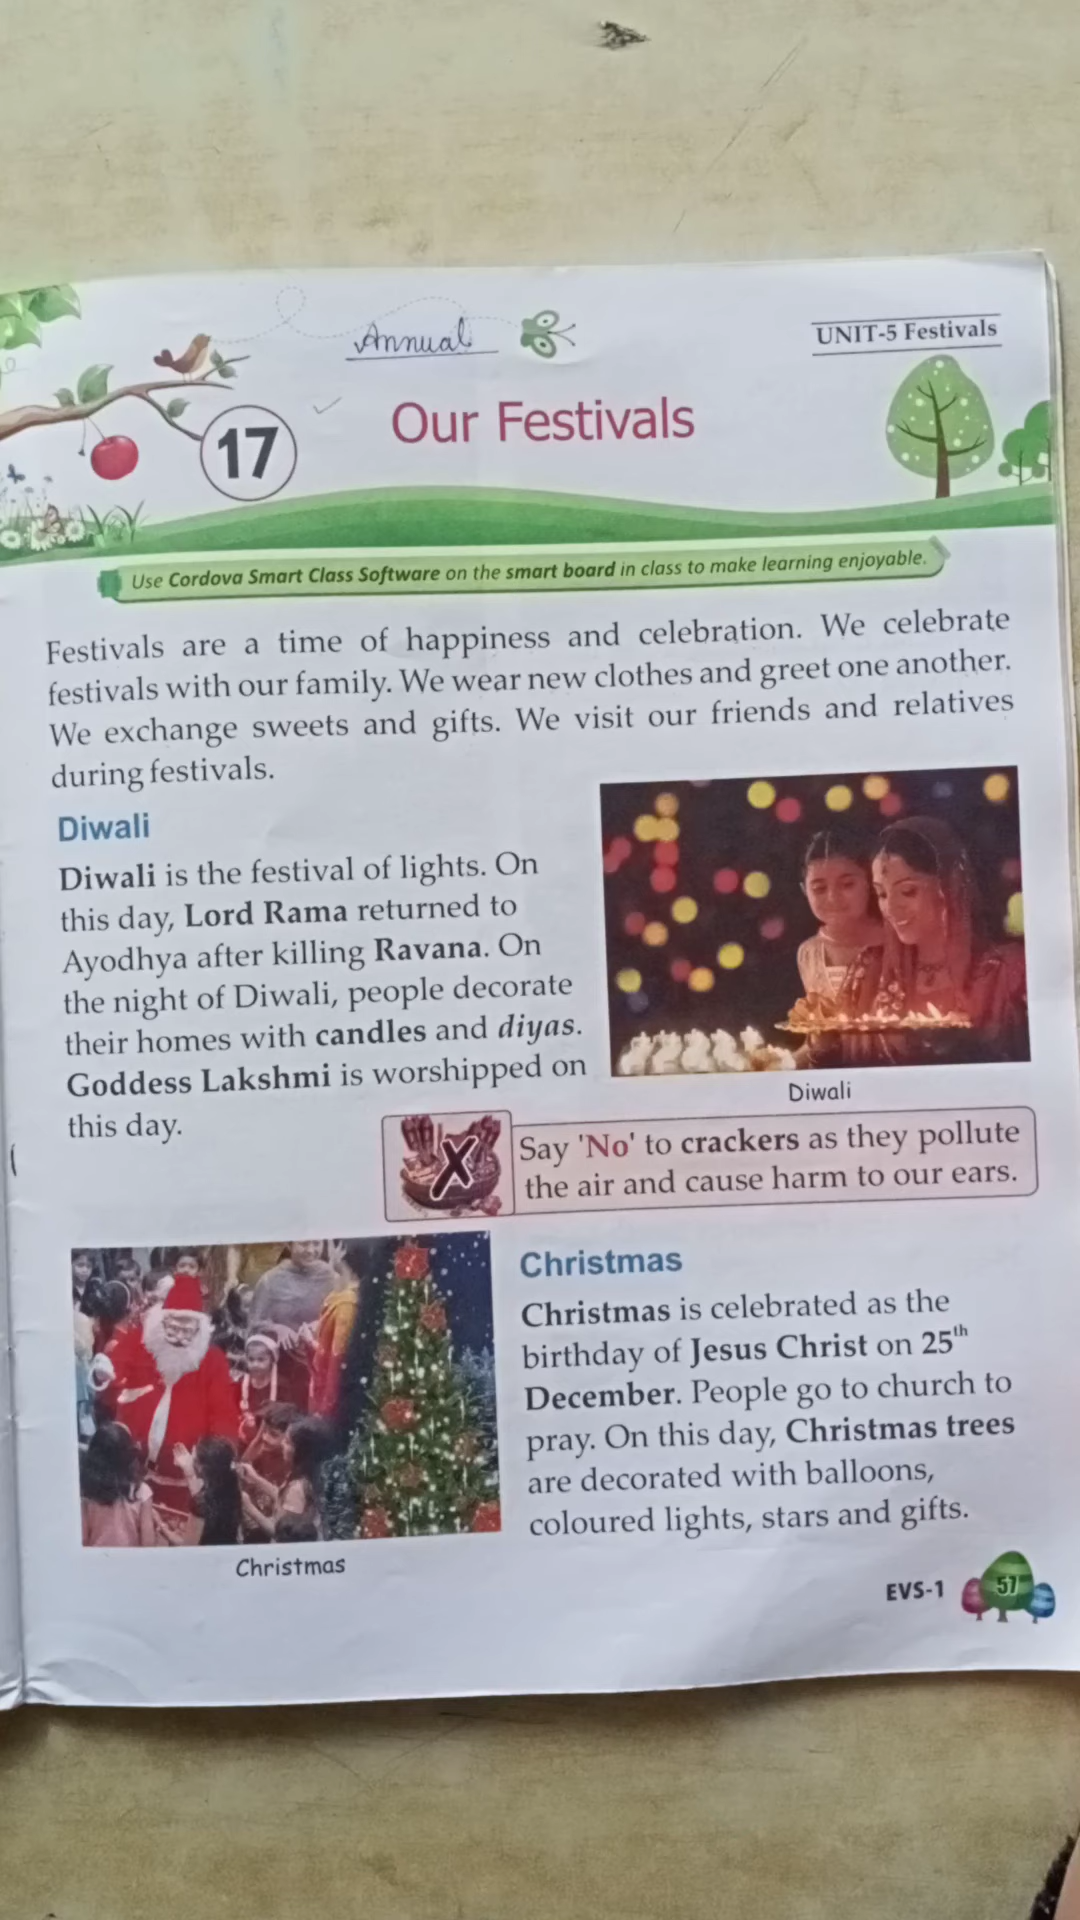 Annual
UNIT-5 Festivals
17
Our Festivals
Use Cordova Smart Class Software on the smart board in class to make learning enjoyable.
Festivals are a time of happiness and celebration. We celebrate
festivals with our family. We wear new clothes and greet one another.
We exchange sweets and gifts. We visit our friends and relatives
during festivals.
Diwali
Diwali is the festival of lights. On
this day, Lord Rama returned to
Ayodhya after killing Ravana. On
the night of Diwali, people decorate
their homes with candles and diyas.
Goddess Lakshmi is worshipped on
this day.
Diwali
Say 'No' to crackers as they pollute
the air and cause harm to our ears.
Christmas
Christmas is celebrated as the
birthday of Jesus Christ on 25th
December. People go to church to
pray. On this day, Christmas trees
are decorated with balloons,
coloured lights, stars and gifts.
Christmas
EVS-1
57